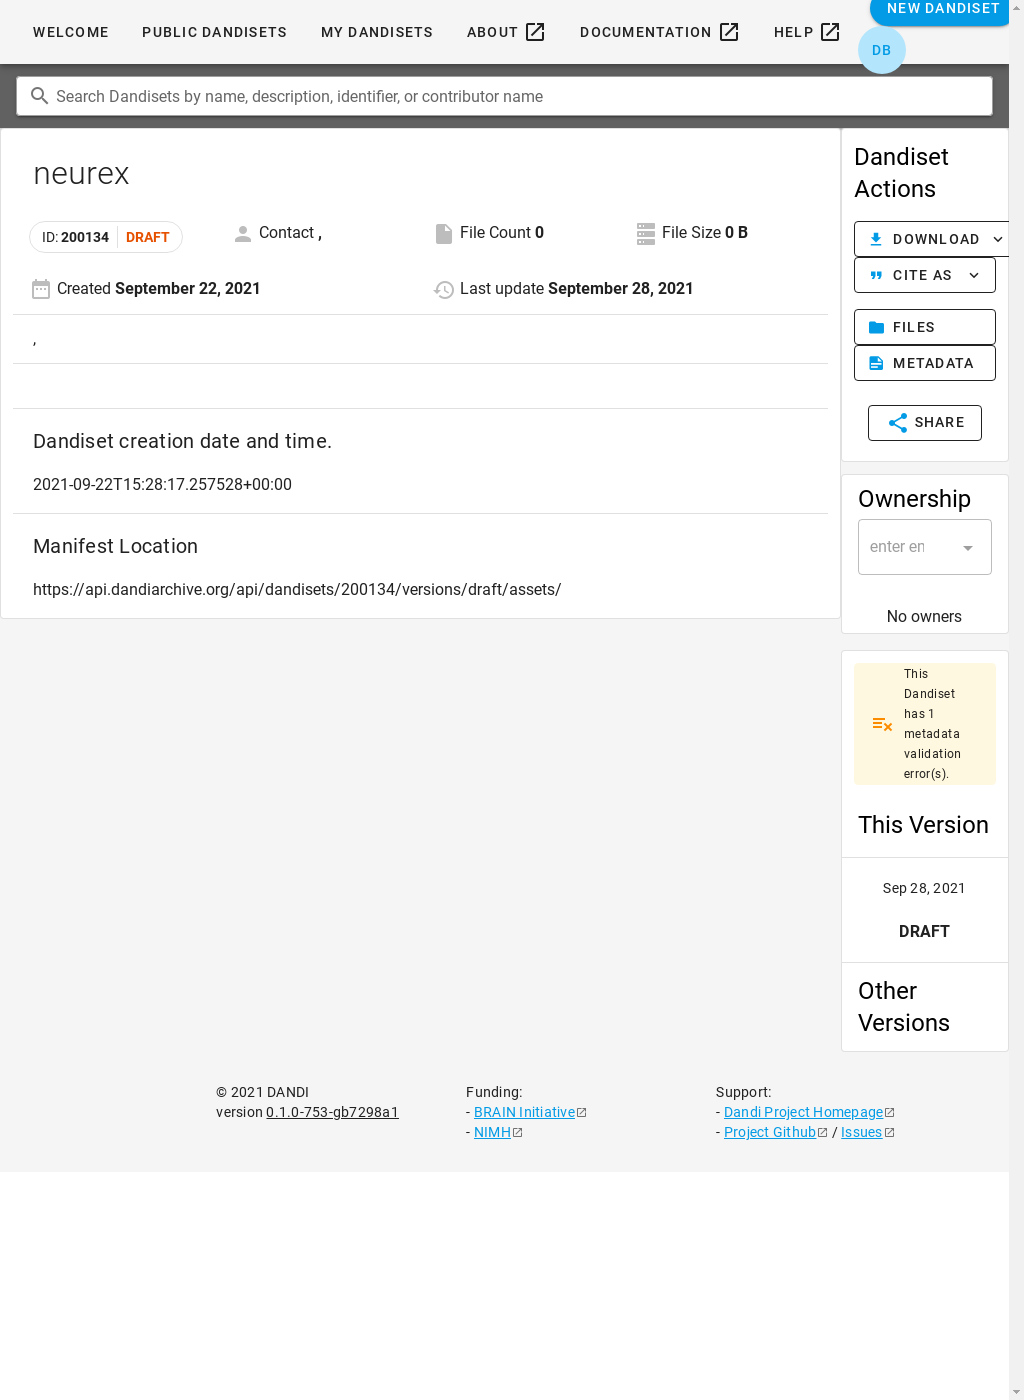 WELCOME PUBLIC DANDISETS MY DANDISETS ABOUT DOCUMENTATION HELP NEW DANDISET
DB
Search Dandisets by name, description, identifier, or contributor name
neurex
ID: 200134 DRAFT Contact , File Count 0 File Size 0 B
Created September 22, 2021 Last update September 28, 2021
,
Dandiset creation date and time.
2021-09-22T15:28:17.257528+00:00
Manifest Location
https://api.dandiarchive.org/api/dandisets/200134/versions/draft/assets/
Dandiset
Actions
DOWNLOAD
CITE AS
FILES
METADATA
SHARE
Ownership
enter en
No owners
This
Dandiset
has 1
metadata
validation
error(s).
This Version
Sep 28, 2021
DRAFT
Other
Versions
© 2021 DANDI
version 0.1.0-753-gb7298a1
Funding:
- BRAIN Initiative
- NIMH
Support:
- Dandi Project Homepage
- Project Github / Issues